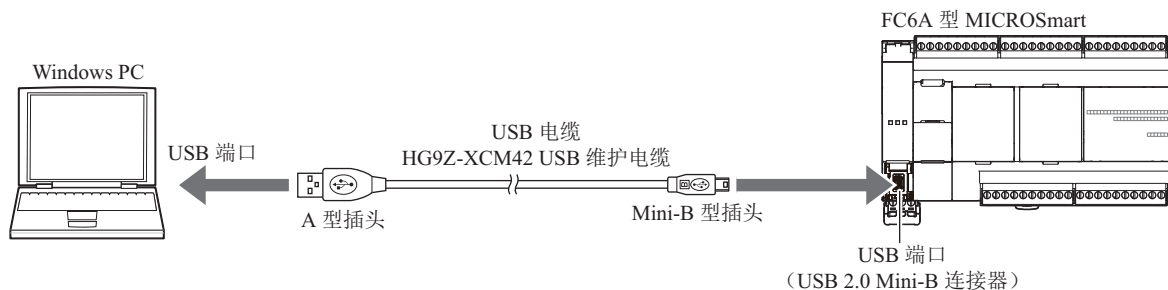 FC6A 型 MICROSmart
Windows PC
USB 端口
USB 电缆
HG9Z-XCM42 USB 维护电缆
A 型插头
Mini-B 型插头
USB 端口
（USB 2.0 Mini-B 连接器）